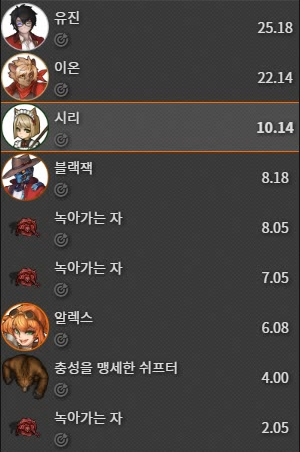 유진
25.18
이온
22.14
시리
10.14
블랙잭
8.18
녹아가는 자
8.05
녹아가는 자
7.05
알렉스
6.08
충성을 맹세한 쉬프터
4.00
녹아가는 자
2.05